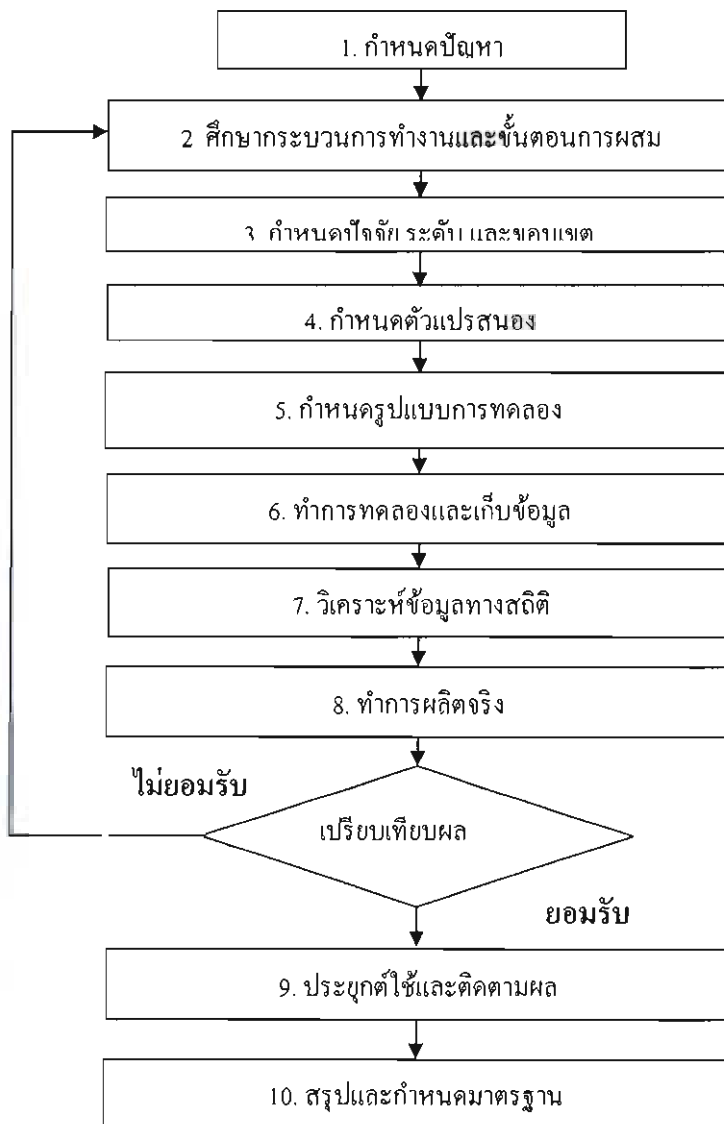 1. กำหนดปัญหา
2 ศึกษากระบวนการทำงานและขั้นตอนการผสม
3 กำหนดปัจจัย ระดับ และขอบเขต
4. กำหนดตัวแปรสนอง
5. กำหนดรูปแบบการทดลอง
6. ทำการทดลองและเก็บข้อมูล
7. วิเคราะห์ข้อมูลทางสถิติ
8. ทำการผลิตจริง
ไม่ยอมรับ
เปรียบเทียบผล
ยอมรับ
9. ประยุกต์ใช้และติดตามผล
10. สรุปและกำหนดมาตรฐาน